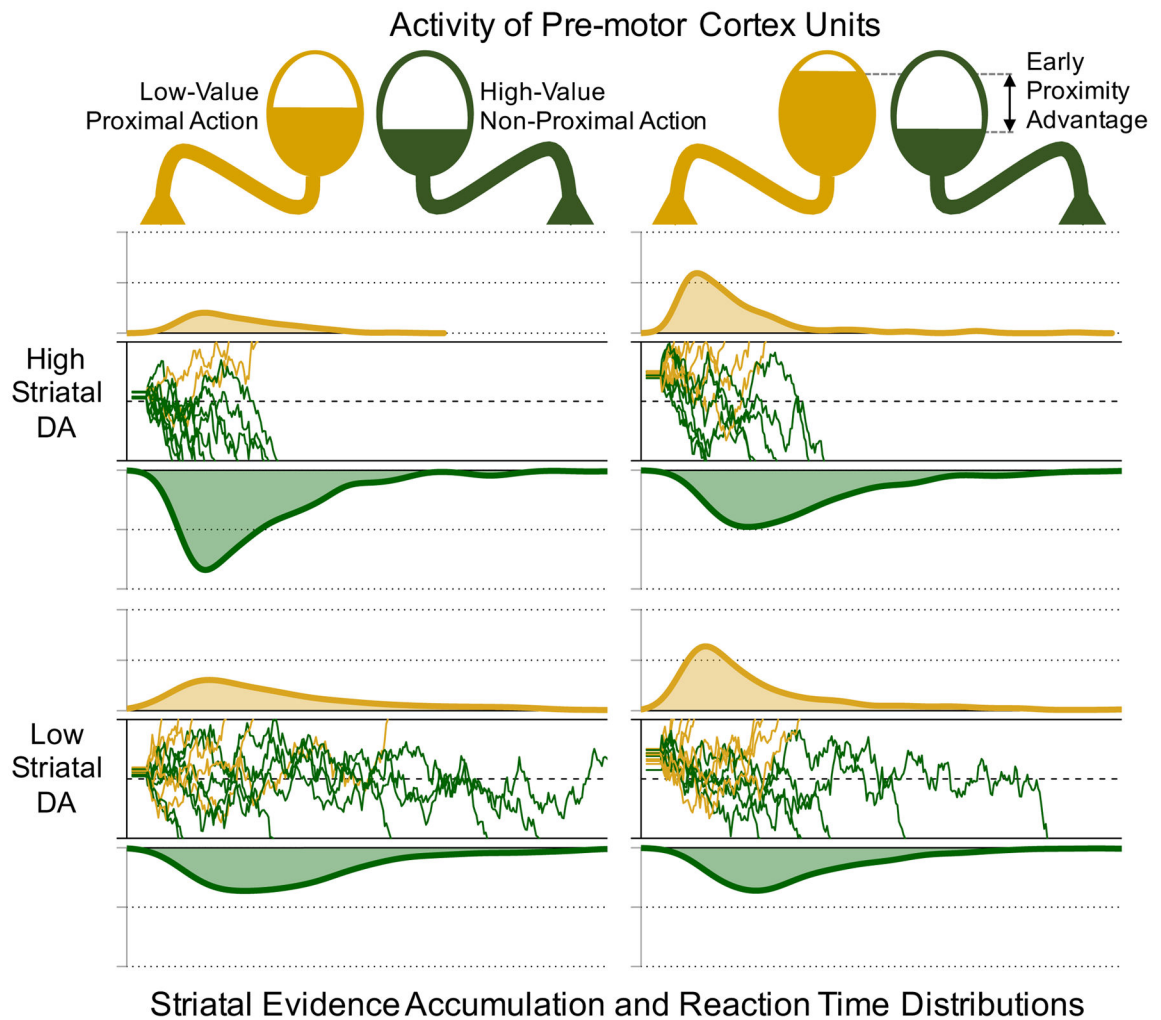 Activity of Pre-motor Cortex Units
Low-Value
Proximal Action
High-Value
Non-Proximal Action
Early
Proximity
Advantage
High
Striatal
DA
Low
Striatal
DA
Striatal Evidence Accumulation and Reaction Time Distributions